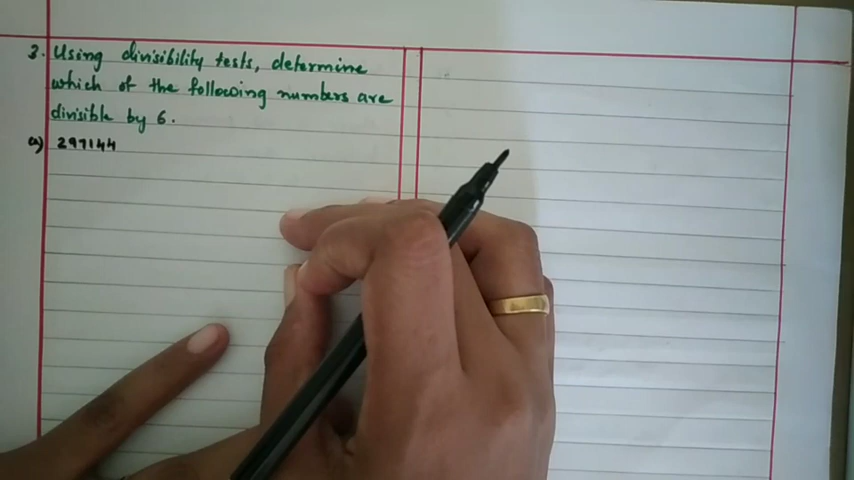 3. Using divisibility tests, determine
which of the following numbers are
divisible by 6.
a) 297144